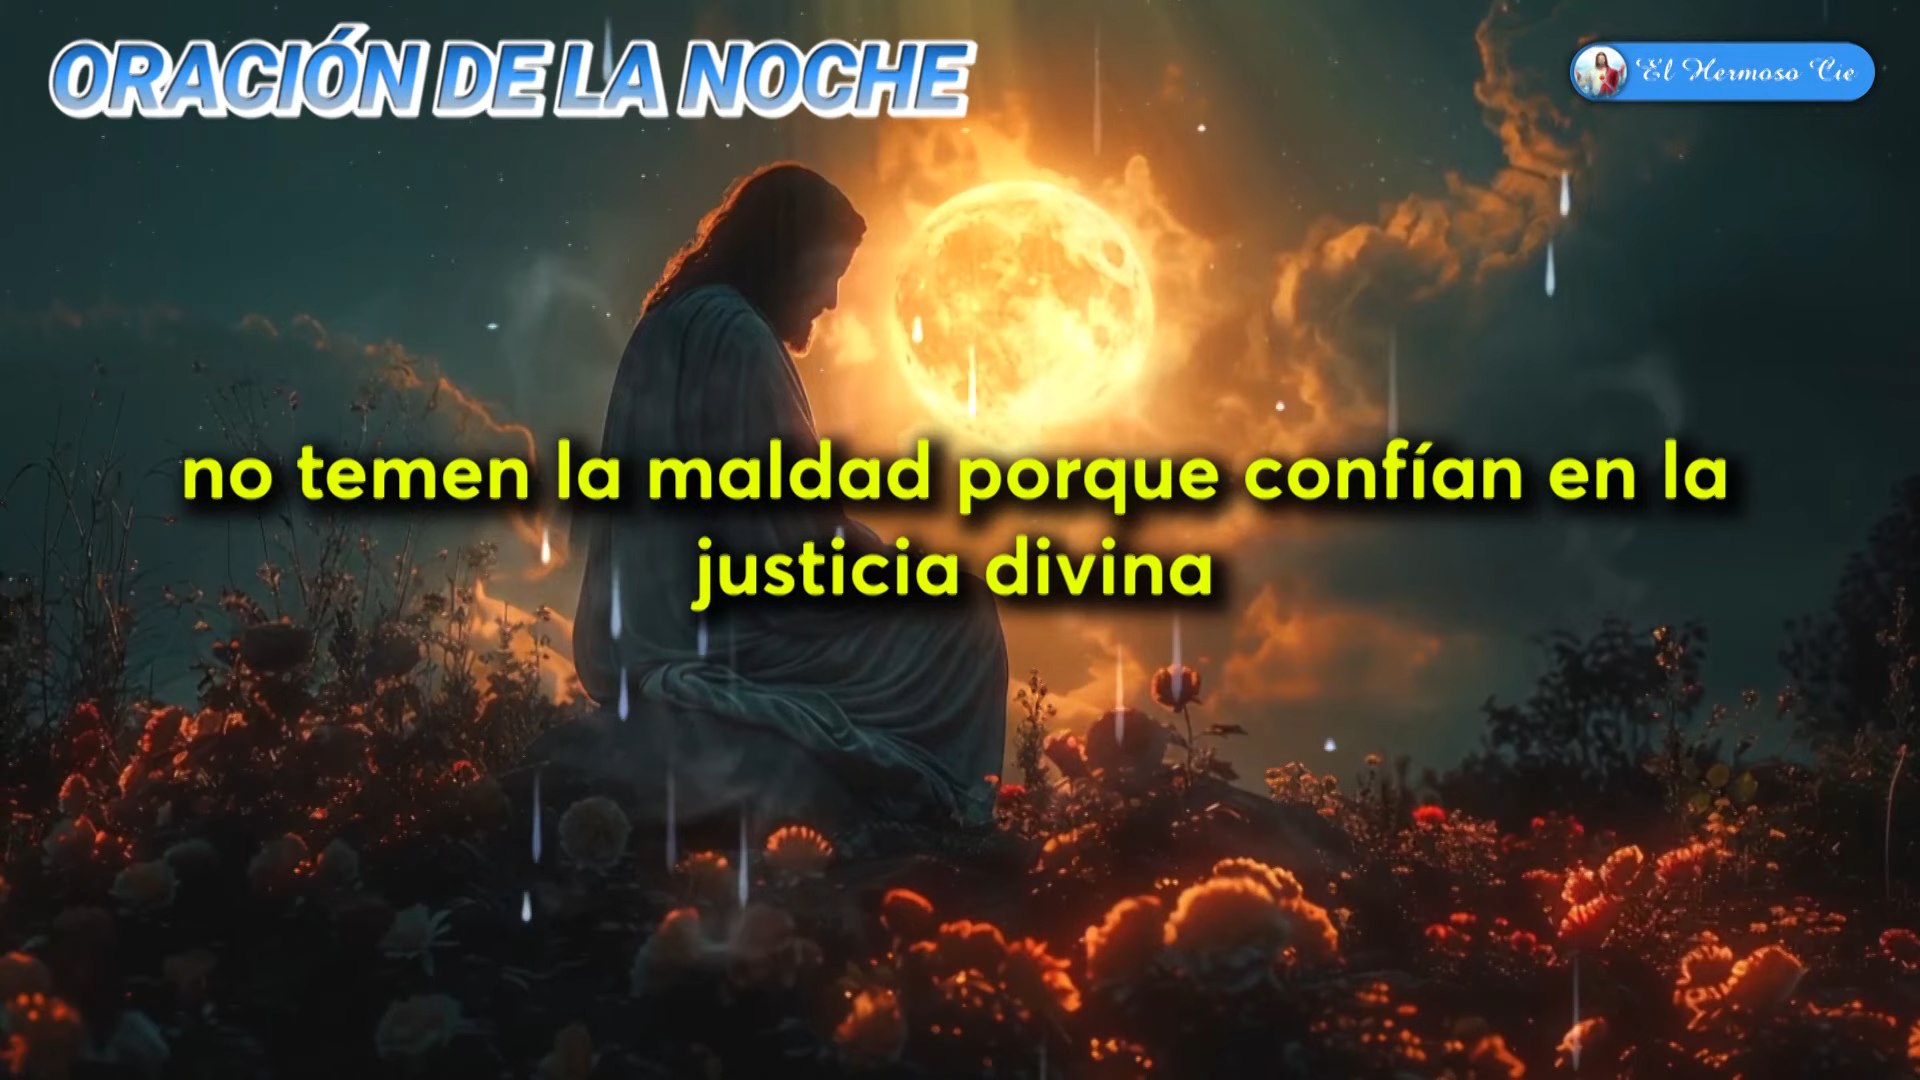 ORACIÓN DE LA NOCHE
El Hermoso Cie
no temen la maldad porque confían en la
justicia divina